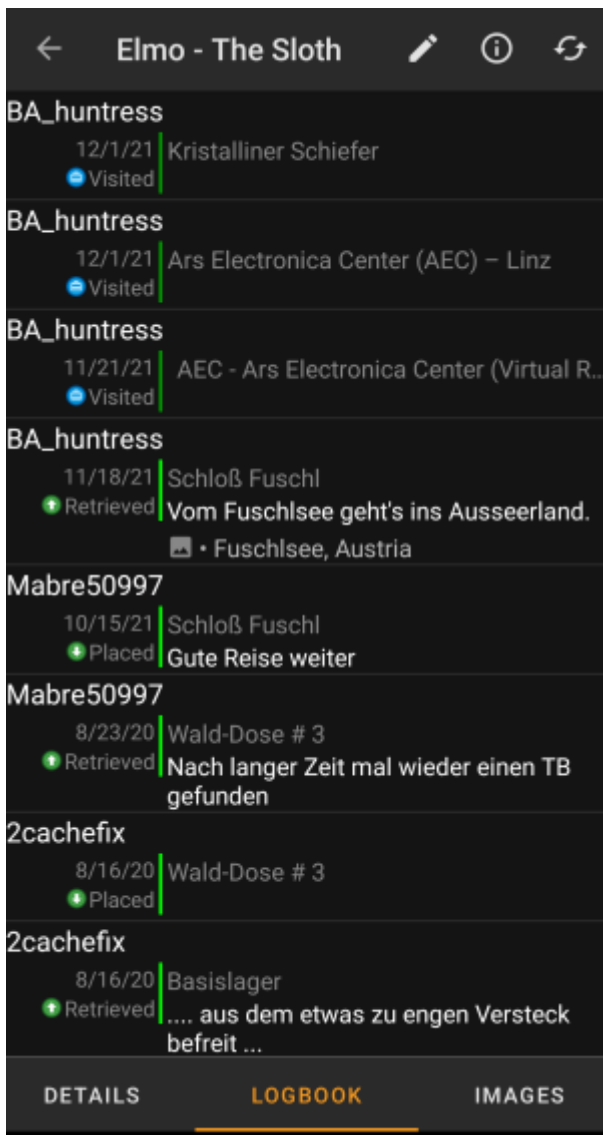 Elmo - The Sloth
BA_huntress
12/1/21 Kristalliner Schiefer
Visited
BA_huntress
12/1/21 Ars Electronica Center (AEC) – Linz
Visited
BA_huntress
11/21/21 AEC - Ars Electronica Center (Virtual R...
Visited
BA_huntress
11/18/21 Schloß Fuschl
Retrieved Vom Fuschlsee geht's ins Ausseerland.
• Fuschlsee, Austria
Mabre50997
10/15/21 Schloß Fuschl
Placed Gute Reise weiter
Mabre50997
8/23/20 Wald-Dose # 3
Retrieved Nach langer Zeit mal wieder einen TB
gefunden
2cachefix
8/16/20 Wald-Dose # 3
Placed
2cachefix
8/16/20 Basislager
Retrieved .... aus dem etwas zu engen Versteck
befreit ...
DETAILS LOGBOOK IMAGES